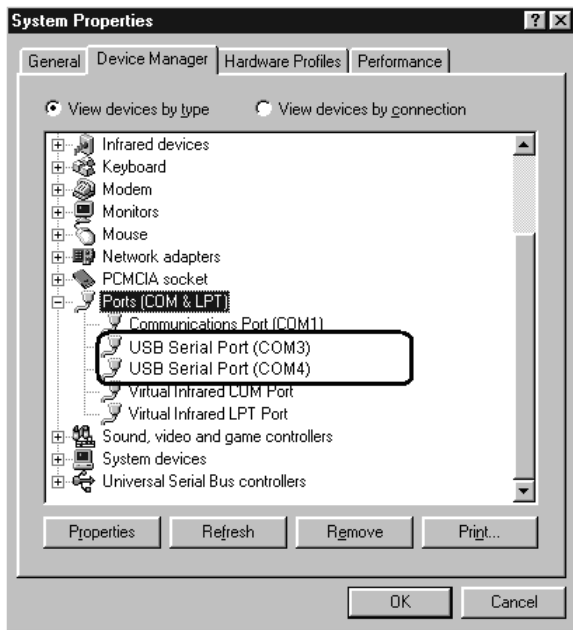 System Properties
General Device Manager Hardware Profiles Performance
View devices by type View devices by connection
Infrared devices
Keyboard
Modem
Monitors
Mouse
Network adapters
PCMCIA socket
Ports (COM & LPT)
Communications Port (COM1)
USB Serial Port (COM3)
USB Serial Port (COM4)
Virtual Infrared COM Port
Virtual Infrared LPT Port
Sound, video and game controllers
System devices
Universal Serial Bus controllers
Properties Refresh Remove Print...
OK Cancel